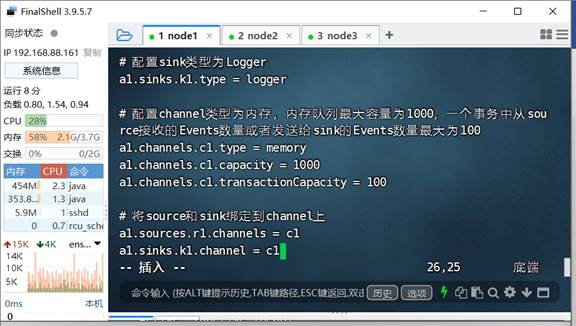 FinalShell 3.9.5.7
同步状态
IP 192.168.88.161 复制
系统信息
运行 8 分
负载 0.80, 1.54, 0.94
CPU 28%
内存 58% 2.1G/3.7G
交换 0% 0/2G
内存 CPU 命令
454M 2.3 java
353.8... 1.3 java
5.9M 1 sshd
0 0.7 rcu_sche
15K 4K ens...
14K
10K
5K
0ms 本机
0
1 node1
2 node2
3 node3
# 配置sink类型为Logger
a1.sinks.k1.type = logger
# 配置channel类型为内存，内存队列最大容量为1000，一个事务中从sou
rce接收的Events数量或者发送给sink的Events数量最大为100
a1.channels.c1.type = memory
a1.channels.c1.capacity = 1000
a1.channels.c1.transactionCapacity = 100
# 将source和sink绑定到channel上
a1.sources.r1.channels = c1
a1.sinks.k1.channel = c1
-- 插入 -- 26,25 底端
命令输入 (按ALT键提示历史,TAB键路径,ESC键返回,双击 历史 选项